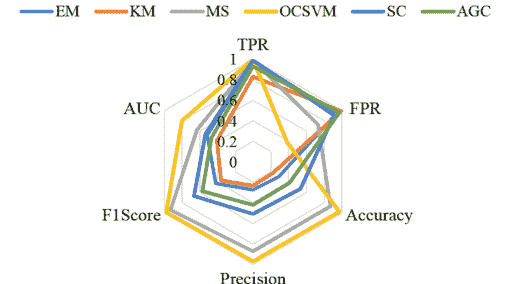 EM KM MS OCSVM SC AGC
TPR
1
0.8
AUC FPR
0.6
0.4
0.2
0
F1Score Accuracy
Precision